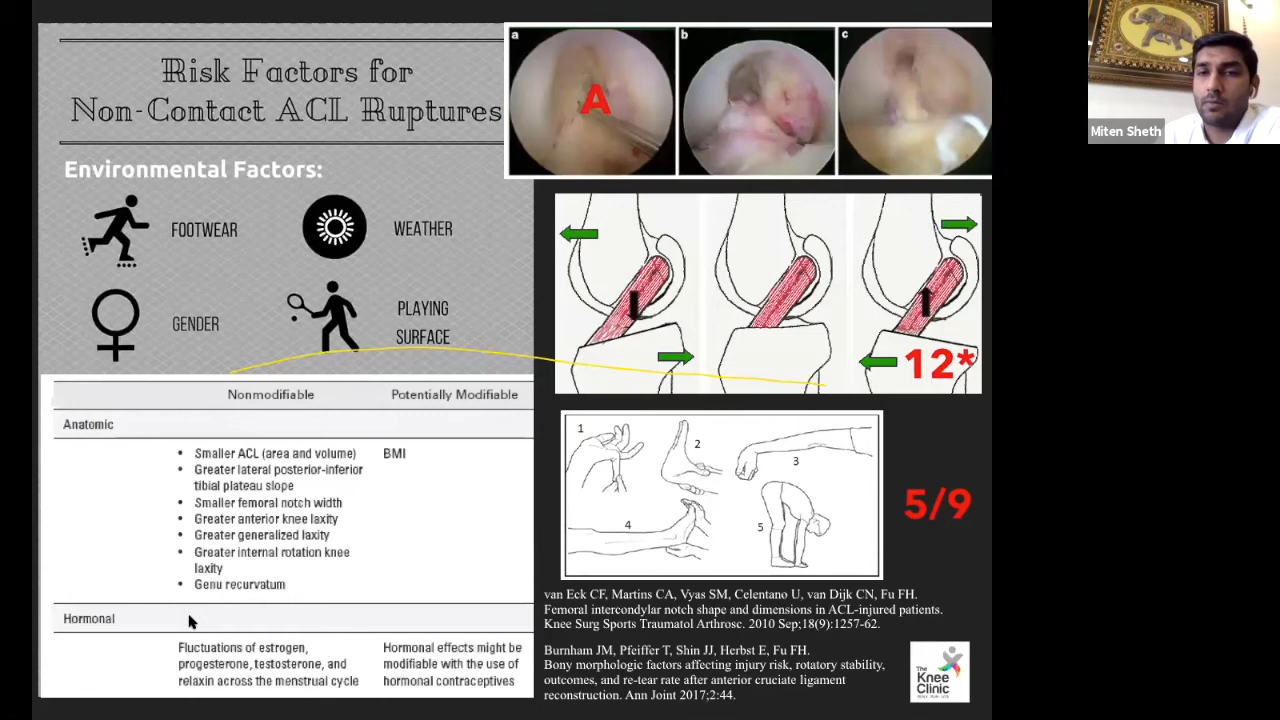 Risk Factors for
Non-Contact ACL Ruptures
Environmental Factors:
FOOTWEAR
WEATHER
GENDER
PLAYING
SURFACE
Nonmodifiable
Potentially Modifiable
Anatomic
• Smaller ACL (area and volume)
BMI
• Greater lateral posterior-inferior
tibial plateau slope
• Smaller femoral notch width
• Greater anterior knee laxity
• Greater generalized laxity
• Greater internal rotation knee
laxity
• Genu recurvatum
Hormonal
Fluctuations of estrogen,
progesterone, testosterone, and
relaxin across the menstrual cycle
Hormonal effects might be
modifiable with the use of
hormonal contraceptives
a
A
b
c
12*
1
2
3
4
5
5/9
van Eck CF, Martins CA, Vyas SM, Celentano U, van Dijk CN, Fu FH.
Femoral intercondylar notch shape and dimensions in ACL-injured patients.
Knee Surg Sports Traumatol Arthrosc. 2010 Sep;18(9):1257-62.
Burnham JM, Pfeiffer T, Shin JJ, Herbst E, Fu FH.
Bony morphologic factors affecting injury risk, rotatory stability,
outcomes, and re-tear rate after anterior cruciate ligament
reconstruction. Ann Joint 2017;2:44.
The
Knee
Clinic
Miten Sheth